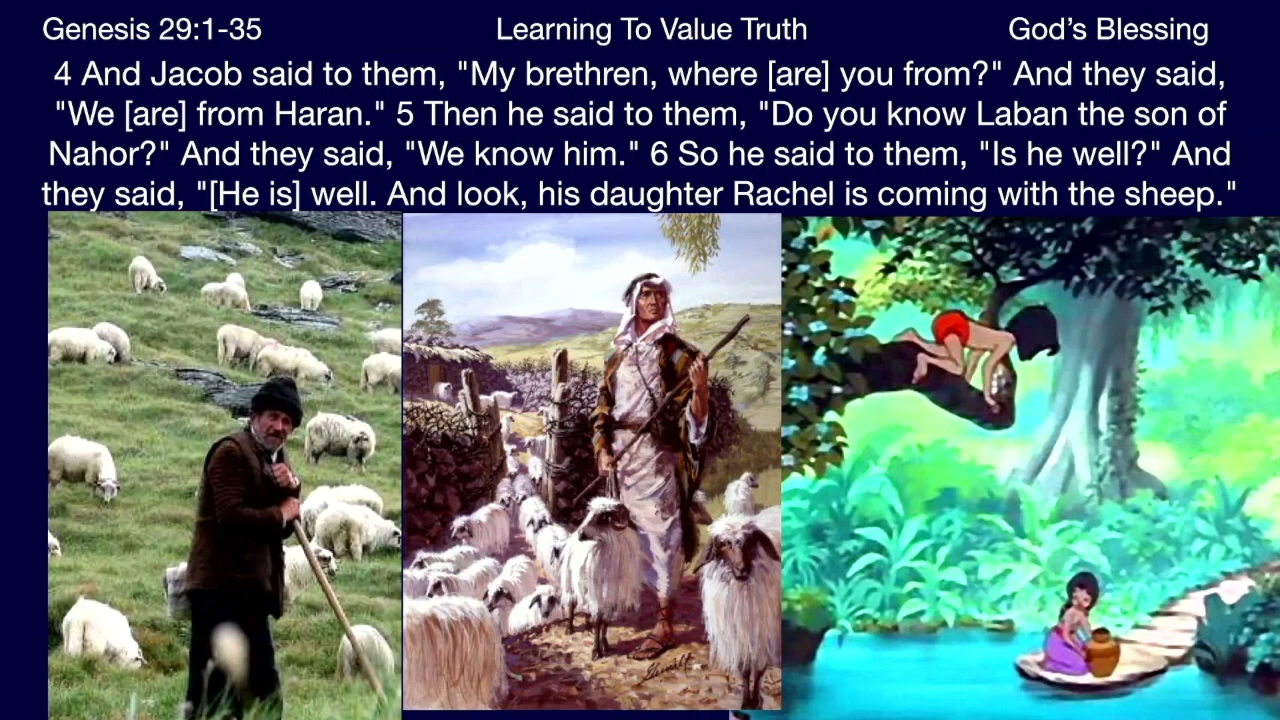 Genesis 29:1-35 Learning To Value Truth God’s Blessing
4 And Jacob said to them, "My brethren, where [are] you from?" And they said,
"We [are] from Haran." 5 Then he said to them, "Do you know Laban the son of
Nahor?" And they said, "We know him." 6 So he said to them, "Is he well?" And
they said, "[He is] well. And look, his daughter Rachel is coming with the sheep."